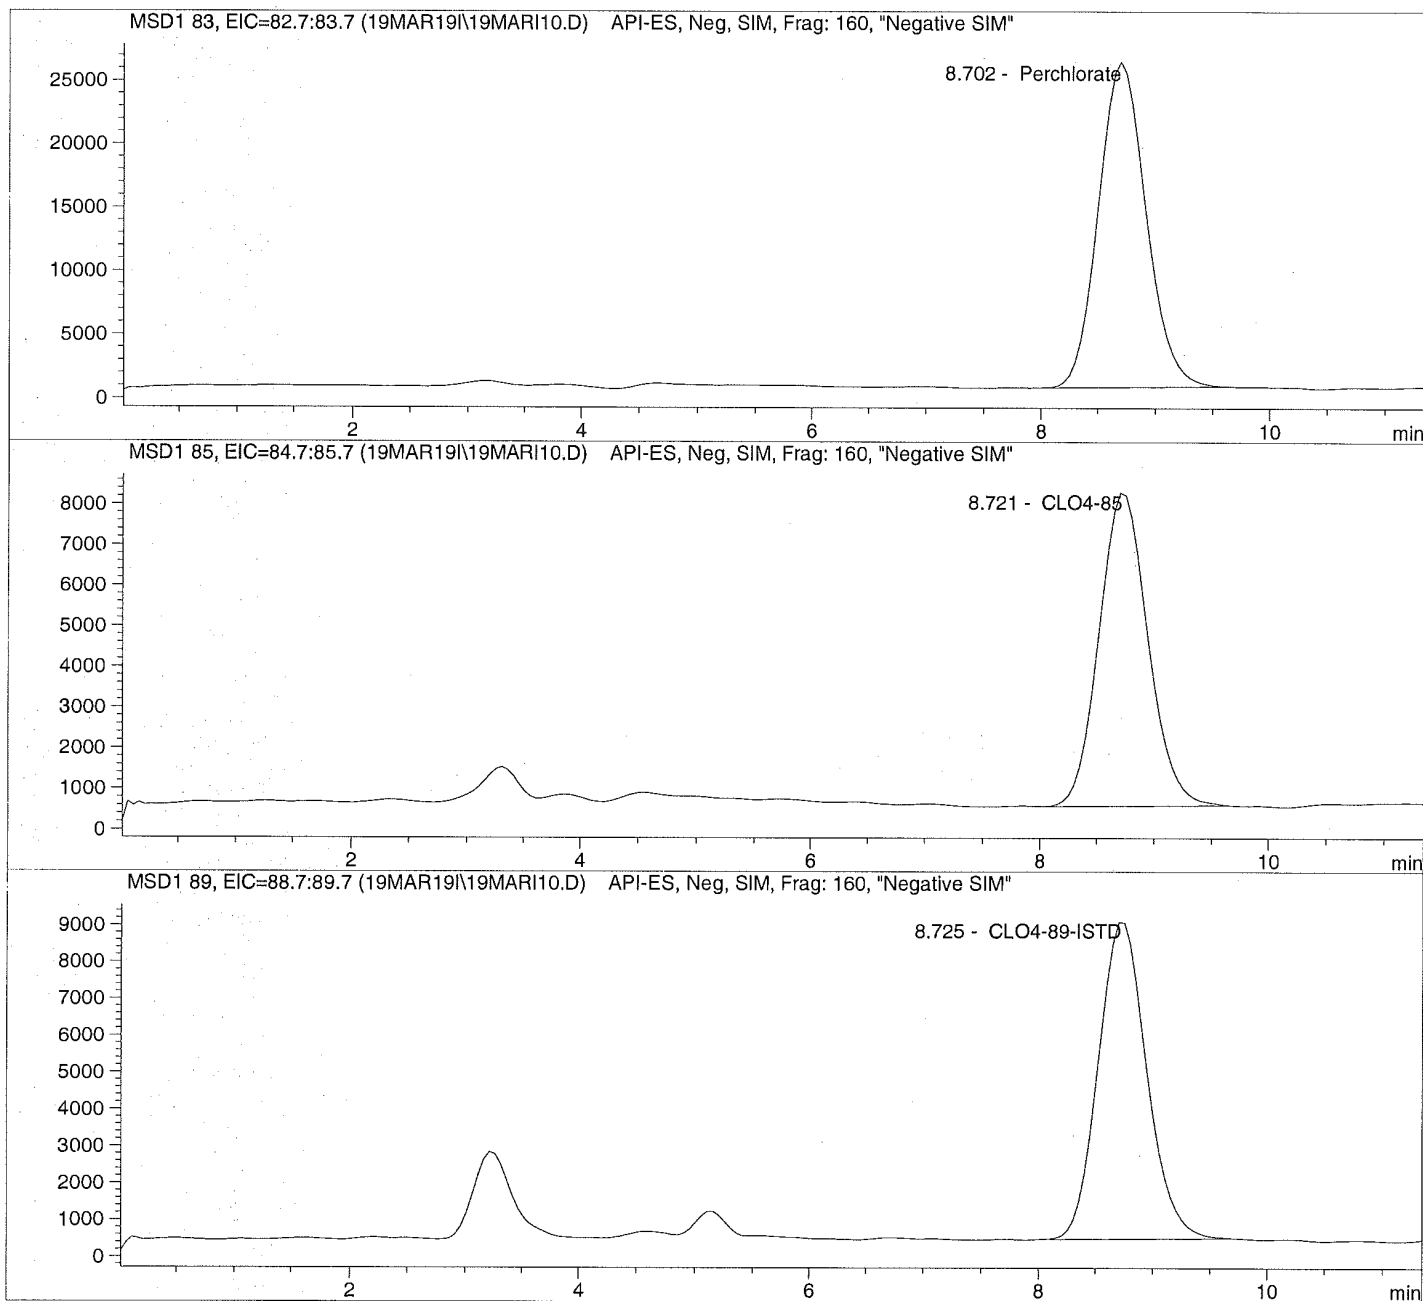 MSD1 83, EIC=82.7:83.7 (19MAR19I\19MARI10.D) API-ES, Neg, SIM, Frag: 160, "Negative SIM"
8.702 - Perchlorate
25000
20000
15000
10000
5000
0
2 4 6 8 10 min
MSD1 85, EIC=84.7:85.7 (19MAR19I\19MARI10.D) API-ES, Neg, SIM, Frag: 160, "Negative SIM"
8.721 - CLO4-85
8000
7000
6000
5000
4000
3000
2000
1000
0
2 4 6 8 10 min
MSD1 89, EIC=88.7:89.7 (19MAR19I\19MARI10.D) API-ES, Neg, SIM, Frag: 160, "Negative SIM"
8.725 - CLO4-89-ISTD
9000
8000
7000
6000
5000
4000
3000
2000
1000
0
2 4 6 8 10 min